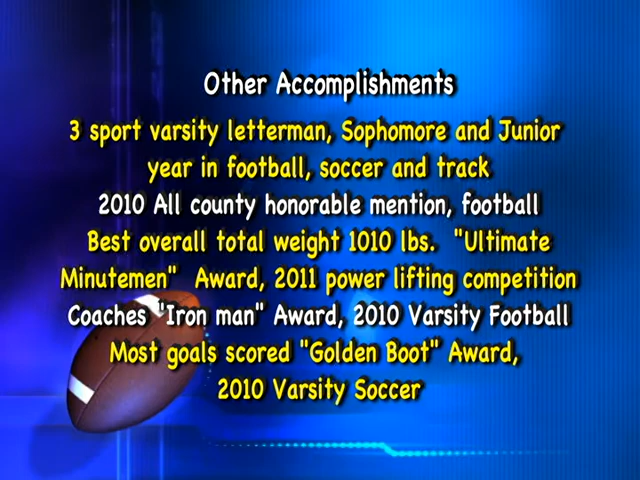 Other Accomplishments
3 sport varsity letterman, Sophomore and Junior
year in football, soccer and track
2010 All county honorable mention, football
Best overall total weight 1010 lbs.  "Ultimate
Minutemen"  Award, 2011 power lifting competition
Coaches "Iron man" Award, 2010 Varsity Football
Most goals scored "Golden Boot" Award,
2010 Varsity Soccer